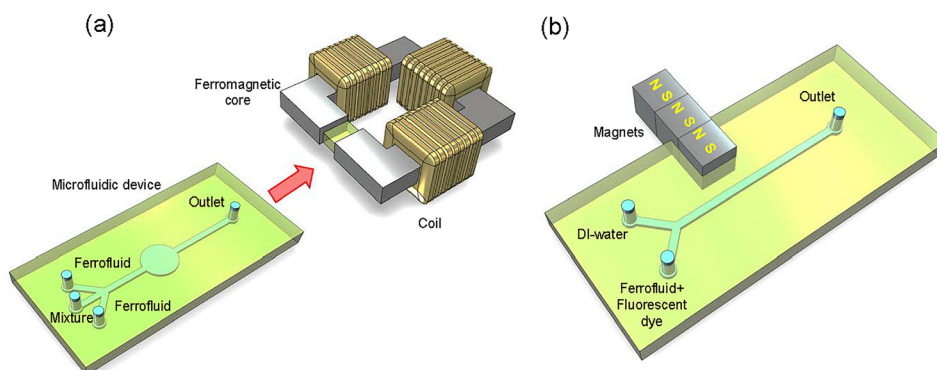 (a)
Ferromagnetic
core
Coil
Microfluidic device
Outlet
Ferrofluid
Mixture
Ferrofluid
(b)
N S N S N S
Magnets
Outlet
DI-water
Ferrofluid+
Fluorescent
dye